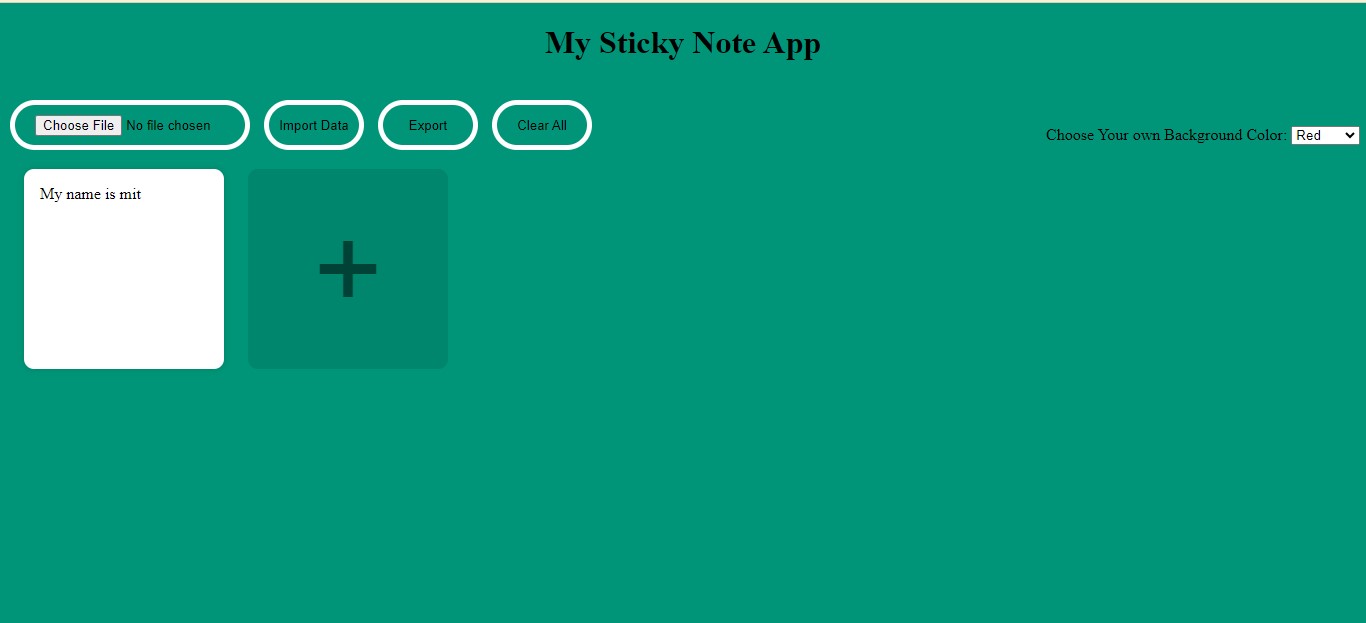 My Sticky Note App
Choose File No file chosen
Import Data
Export
Clear All
Choose Your own Background Color: Red
My name is mit
+